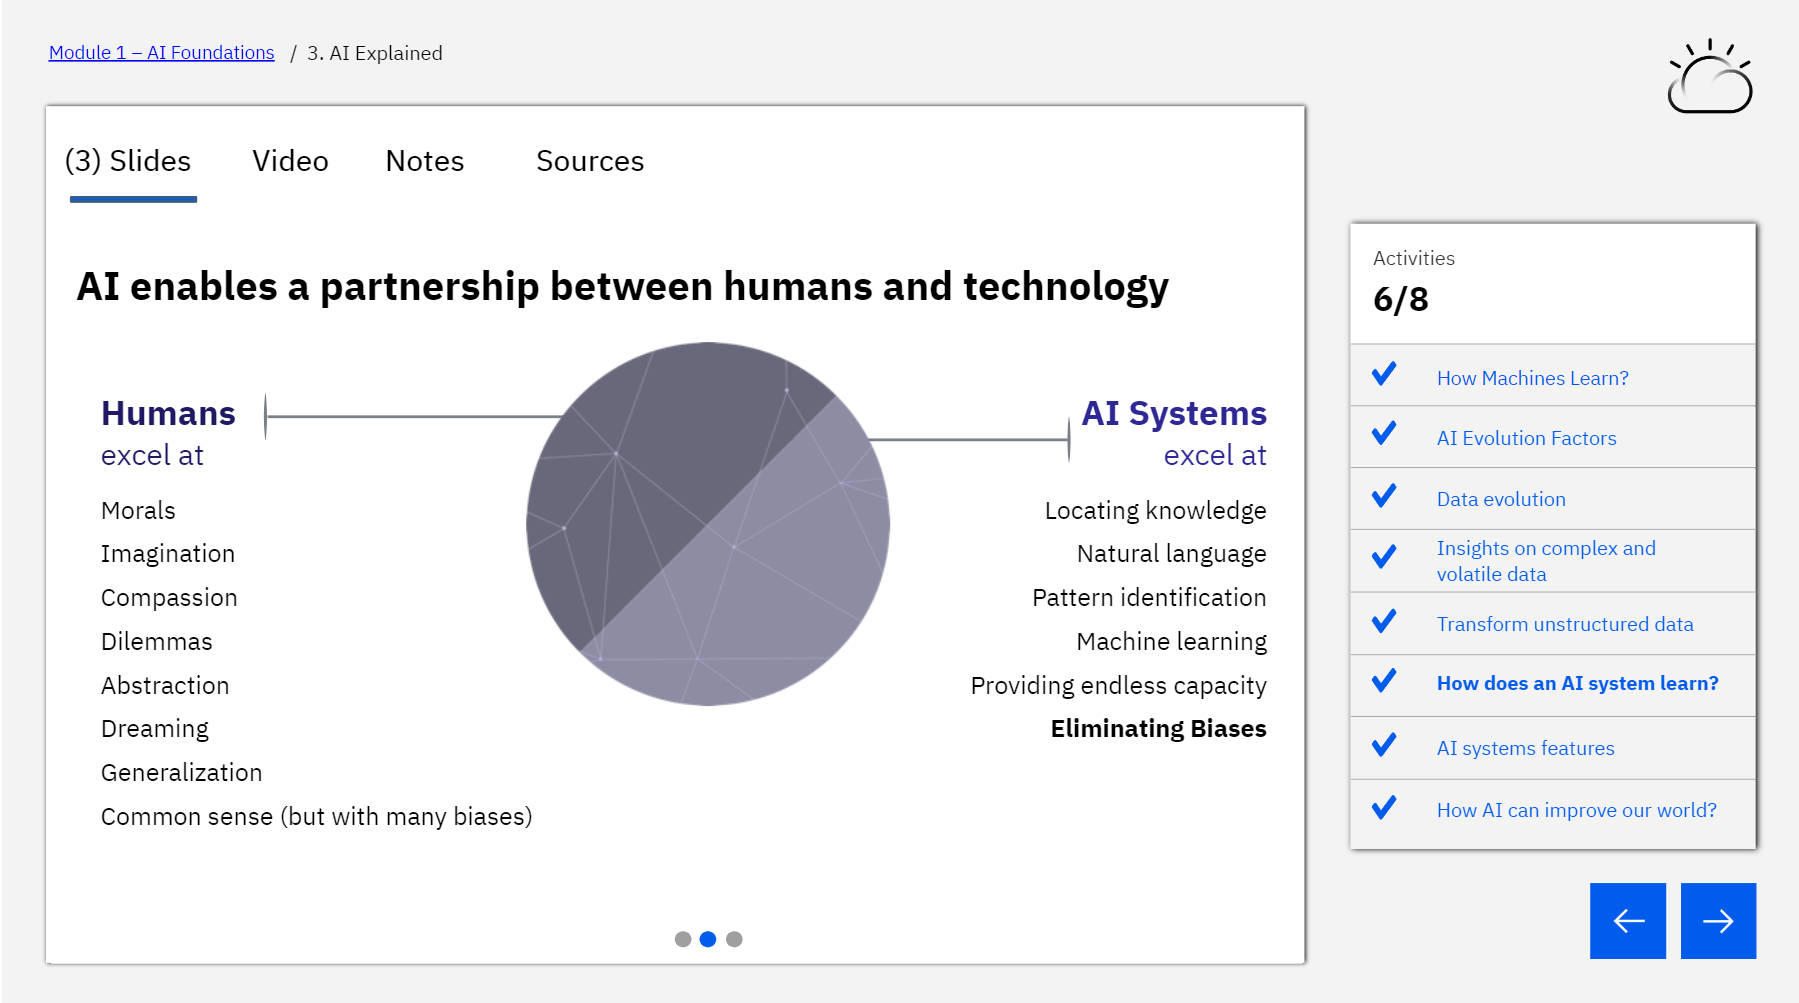 Module 1 – AI Foundations / 3. AI Explained
(3) Slides Video Notes Sources
AI enables a partnership between humans and technology
Humans
excel at
Morals
Imagination
Compassion
Dilemmas
Abstraction
Dreaming
Generalization
Common sense (but with many biases)
AI Systems
excel at
Locating knowledge
Natural language
Pattern identification
Machine learning
Providing endless capacity
Eliminating Biases
Activities
6/8
How Machines Learn?
AI Evolution Factors
Data evolution
Insights on complex and
volatile data
Transform unstructured data
How does an AI system learn?
AI systems features
How AI can improve our world?